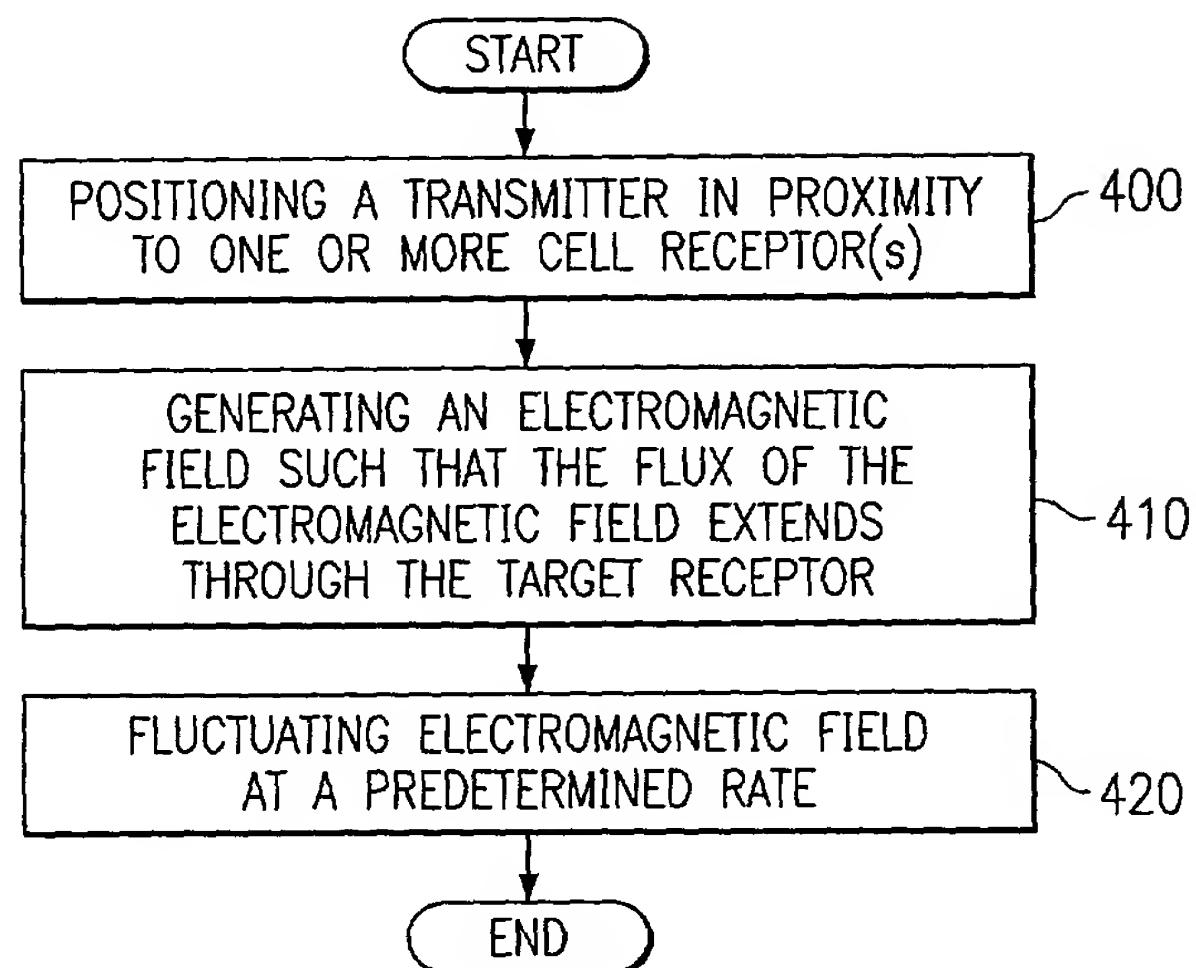 START
POSITIONING A TRANSMITTER IN PROXIMITY
TO ONE OR MORE CELL RECEPTOR(s)
400
GENERATING AN ELECTROMAGNETIC
FIELD SUCH THAT THE FLUX OF THE
ELECTROMAGNETIC FIELD EXTENDS
THROUGH THE TARGET RECEPTOR
410
FLUCTUATING ELECTROMAGNETIC FIELD
AT A PREDETERMINED RATE
420
END